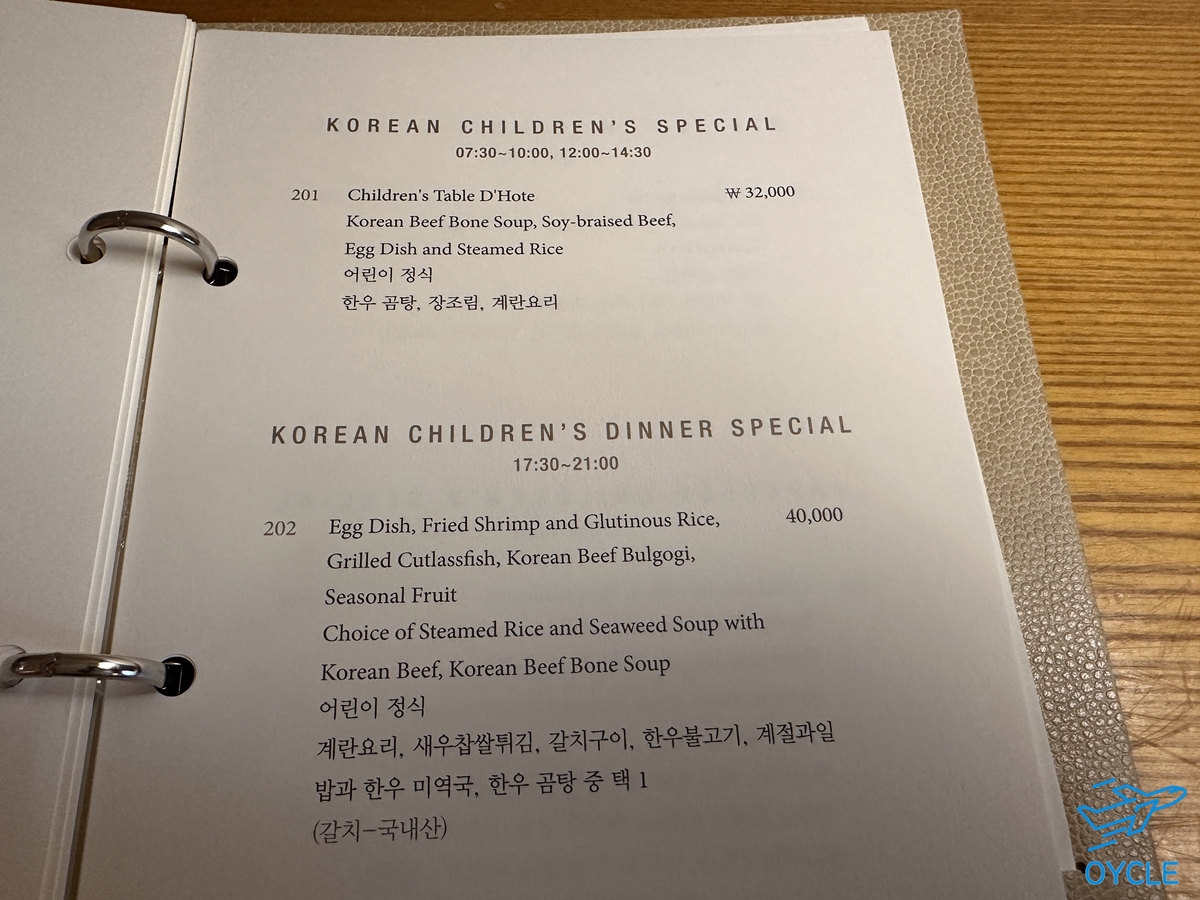 KOREAN CHILDREN'S SPECIAL
07:30~10:00, 12:00~14:30
201 Children's Table D'Hote ₩ 32,000
Korean Beef Bone Soup, Soy-braised Beef,
Egg Dish and Steamed Rice
어린이 정식
한우 곰탕, 장조림, 계란요리
KOREAN CHILDREN'S DINNER SPECIAL
17:30~21:00
202 Egg Dish, Fried Shrimp and Glutinous Rice, 40,000
Grilled Cutlassfish, Korean Beef Bulgogi,
Seasonal Fruit
Choice of Steamed Rice and Seaweed Soup with
Korean Beef, Korean Beef Bone Soup
어린이 정식
계란요리, 새우찹쌀튀김, 갈치구이, 한우불고기, 계절과일
밥과 한우 미역국, 한우 곰탕 중 택 1
(갈치-국내산)
OYCLE